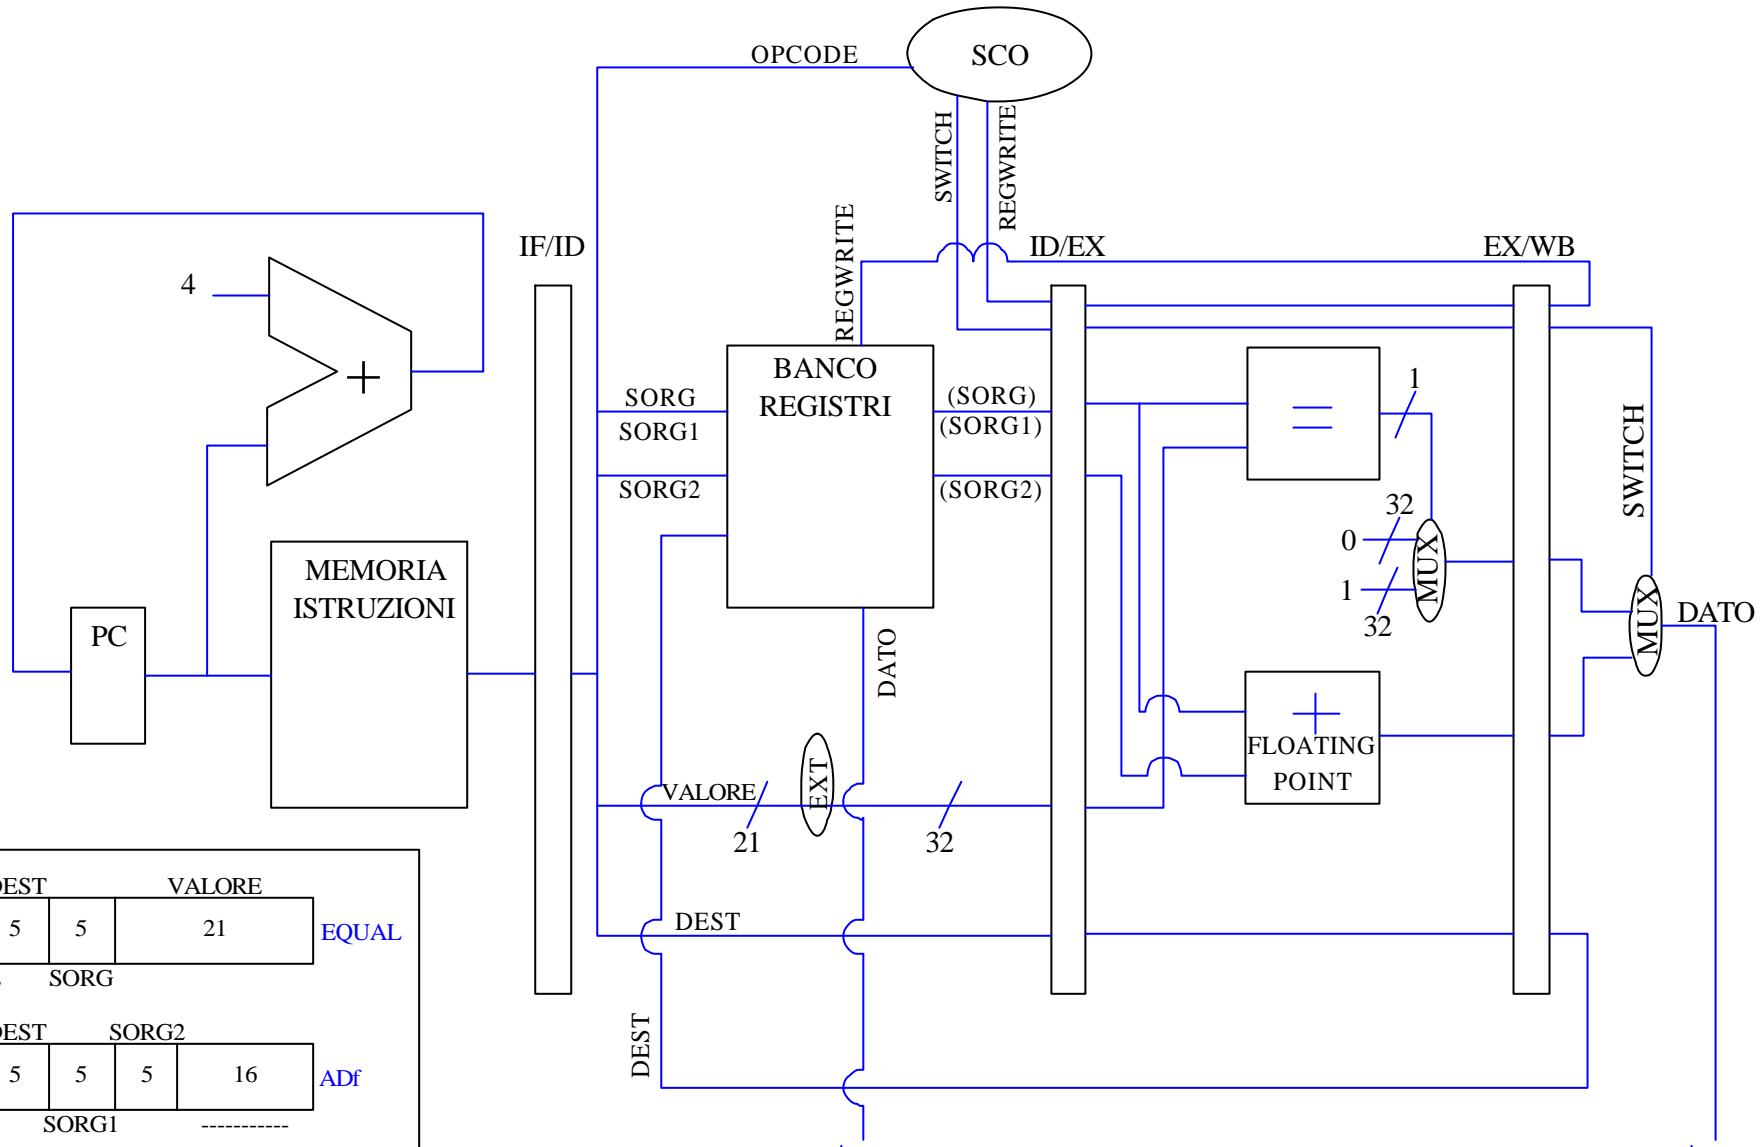 OPCODE
SCO
SWITCH
REGWRITE
IF/ID
REGWRITE
ID/EX
EX/WB
4
+
BANCO
REGISTRI
SORG
SORG1
SORG2
(SORG)
(SORG1)
(SORG2)
=
1
SWITCH
32
0
1
32
MUX
MUX
DATO
MEMORIA
ISTRUZIONI
PC
DATO
+
FLOATING
POINT
VALORE
21
EXT
32
DEST
DEST
VALORE
5
5
21
EQUAL
SORG
SORG2
5
5
5
16
ADf
SORG1
-----------
DEST